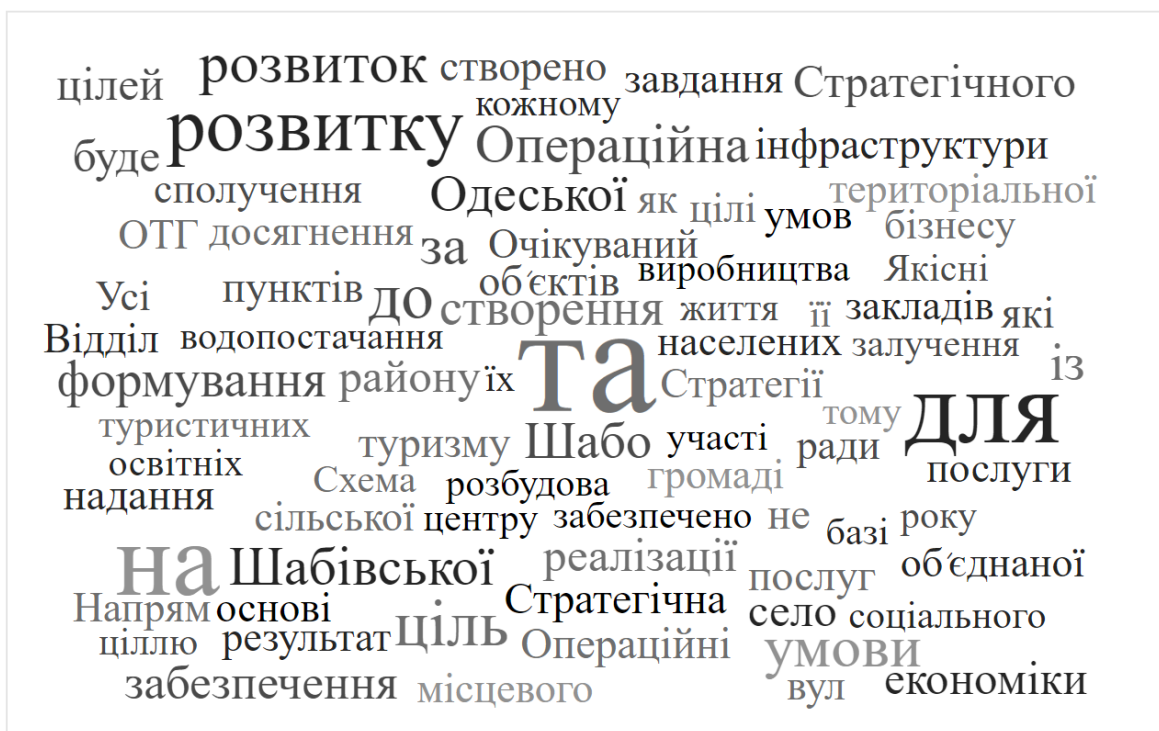 цілей розвиток створено завдання Стратегічного
кожному
буде розвитку Операційна інфраструктури
сполучення Одеської як цілі умов територіальної
ОТГ досягнення за Очікуваний бізнесу
Усі пунктів до об'єктів виробництва Якісні
створення життя її закладів які
Відділ водопостачання та населених залучення із
формування району їх Стратегії
туристичних туризму Шабо участі тому для
освітніх ради послуги
надання Схема розбудова громаді
сільської центру забезпечено не базі року
на Шабівської реалізації послуг об'єднаної
Напрям основі Стратегічна село соціального
ціллю результат ціль Операційні умови
забезпечення місцевого вул економіки